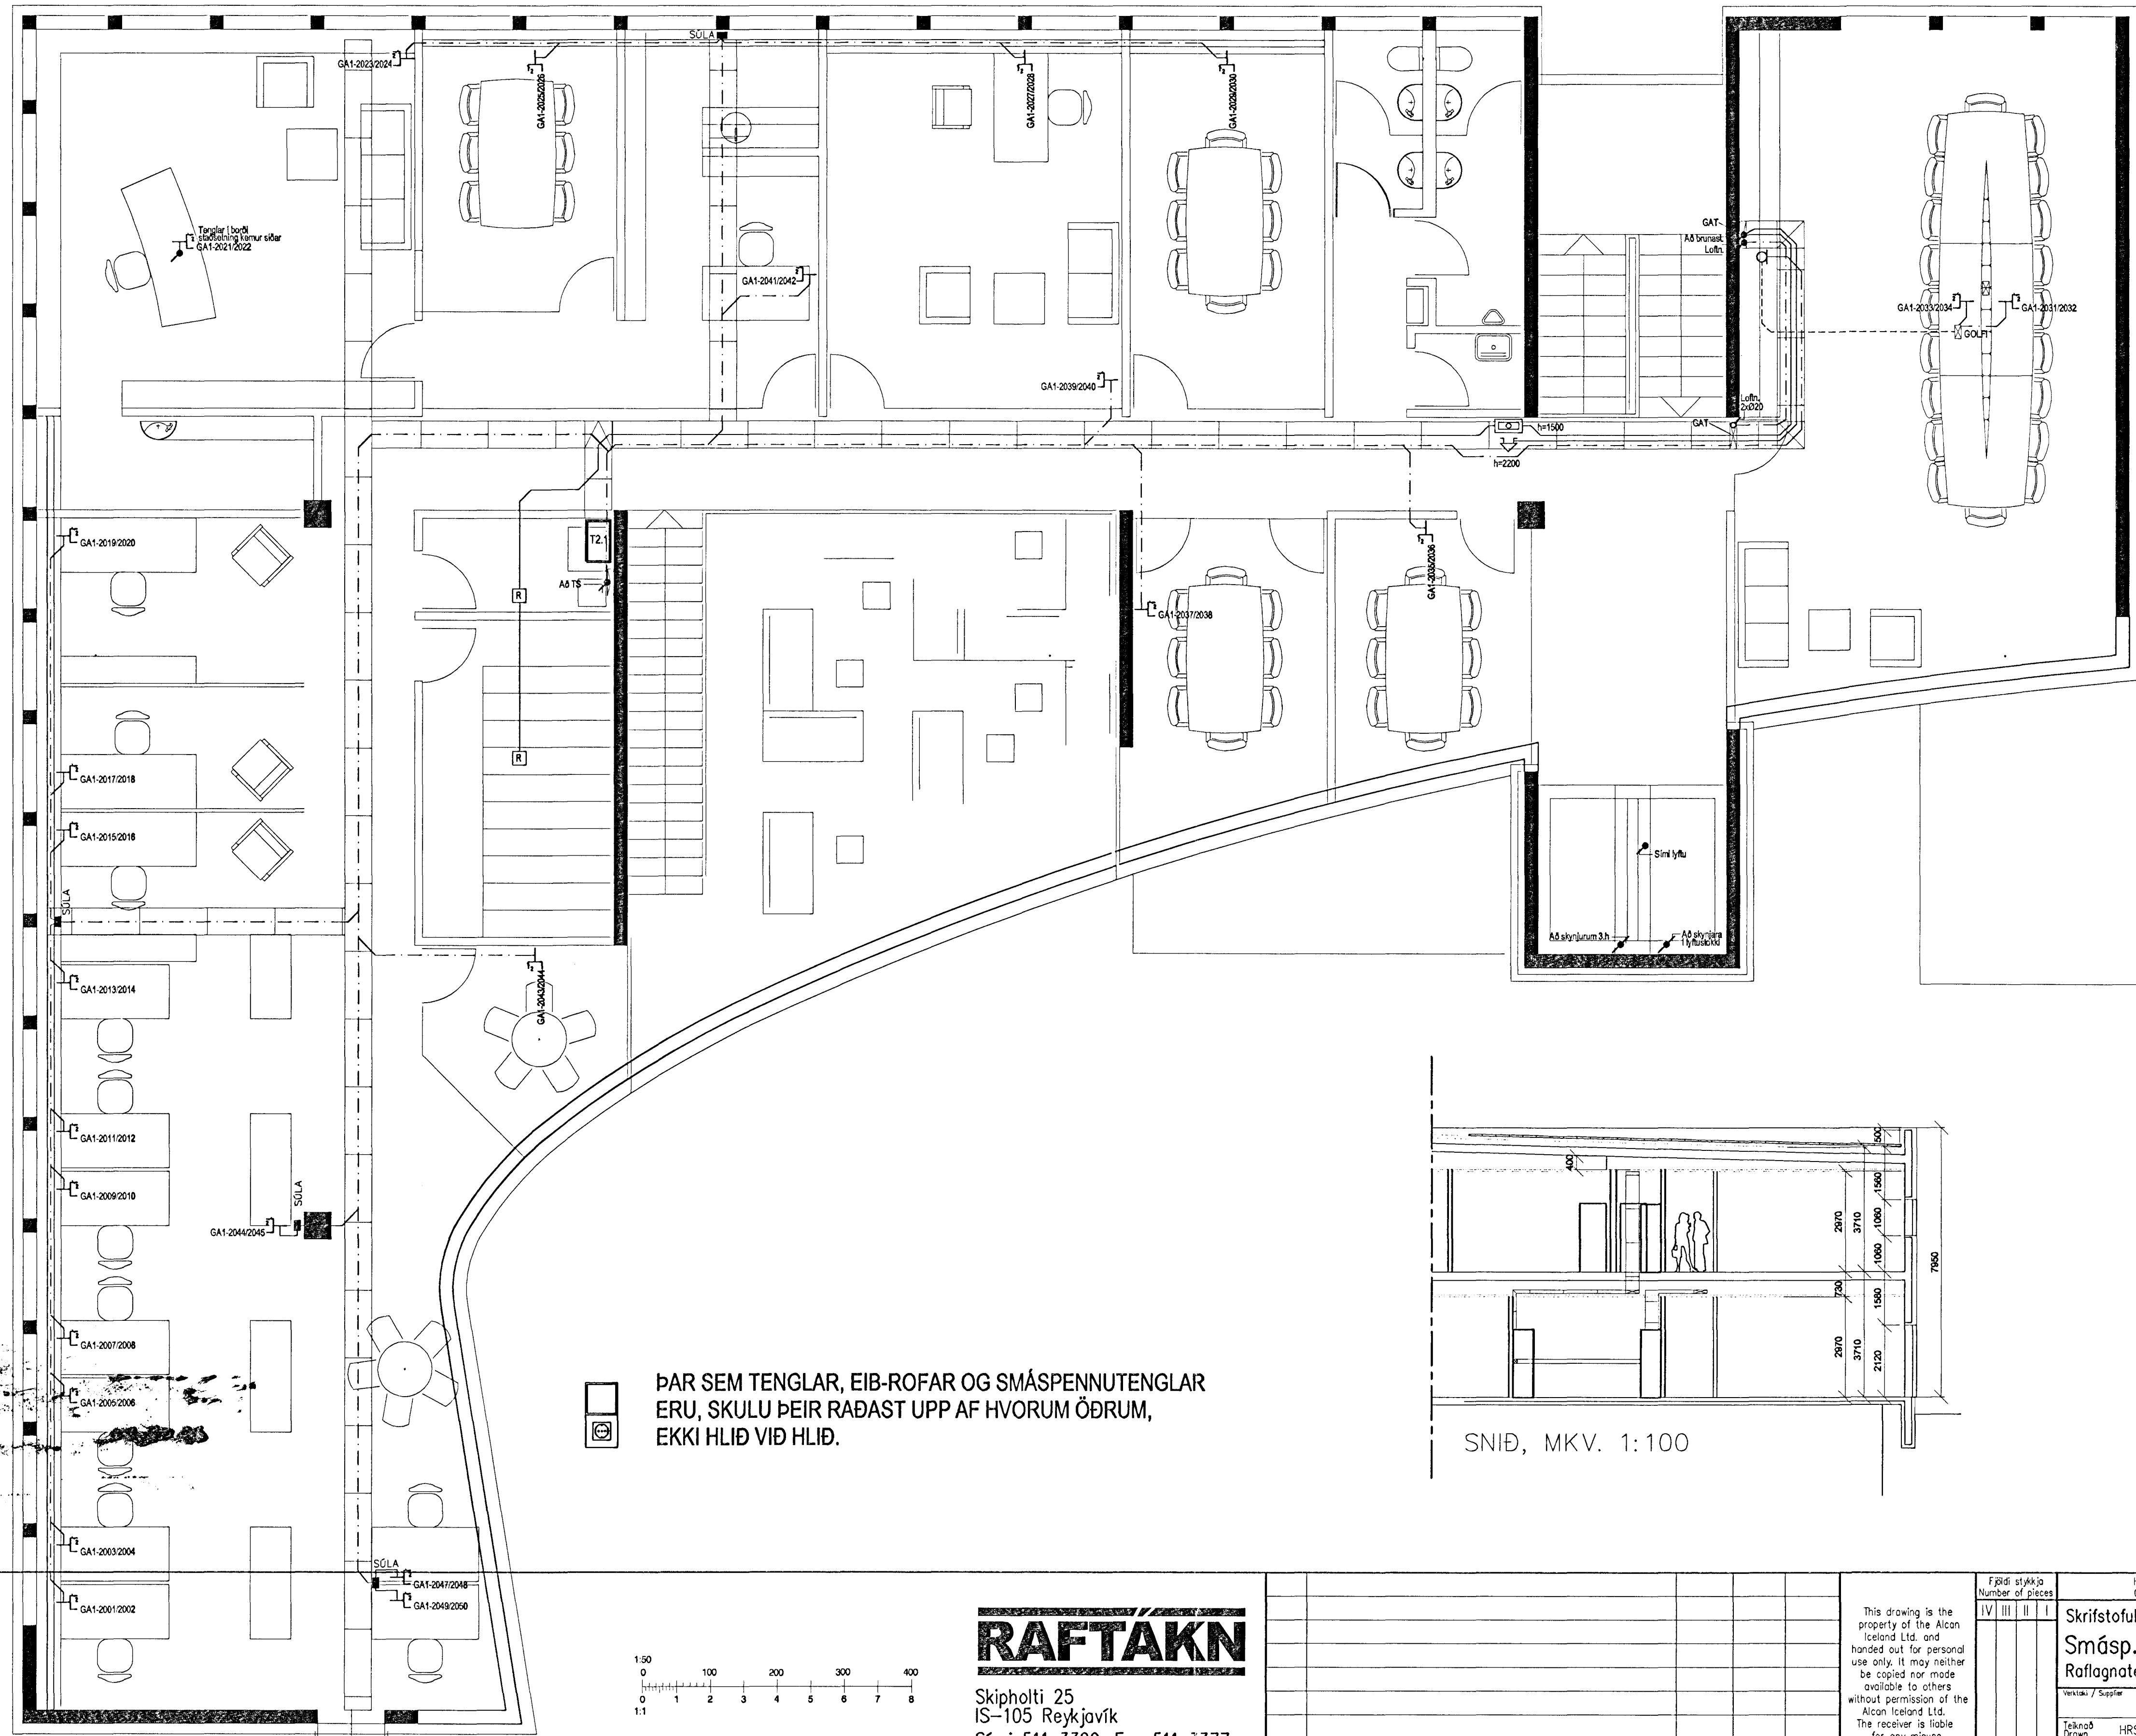 SÚLA
GA1-2023/2024
GA1-2025/2026
GA1-2027/2028
GA1-2029/2030
Tenglar í borði
staðsetning kemur síðar
GA1-2021/2022
GA1-2041/2042
GAT
Að brunast.
Loftn.
GA1-2033/2034
GA1-2031/2032
GÓLFI
GA1-2039/2040
Loftn.
2xØ20
GAT
h=1500
h=2200
GA1-2019/2020
T2.1
Að TS
R
R
GA1-2035/2036
GA1-2037/2038
GA1-2017/2018
GA1-2015/2016
SÚLA
Sími lyftu
Að skynjurum 3.h
Að skynjara
í lyftustokki
GA1-2013/2014
GA1-2043/2044
GA1-2011/2012
GA1-2009/2010
SÚLA
GA1-2044/2045
GA1-2007/2008
GA1-2005/2006
GA1-2003/2004
SÚLA
GA1-2047/2048
GA1-2049/2050
GA1-2001/2002
500
400
1560
2970
3710
1060
1060
7950
730
1580
2970
3710
2120
SNIÐ, MKV. 1:100
ÞAR SEM TENGLAR, EIB-ROFAR OG SMÁSPENNUTENGLAR
ERU, SKULU ÞEIR RAÐAST UPP AF HVORUM ÖÐRUM,
EKKI HLIÐ VIÐ HLIÐ.
1:50
0 100 200 300 400
0 1 2 3 4 5 6 7 8
1:1
RAFTÁKN
Skipholti 25
IS-105 Reykjavík
This drawing is the
property of the Alcan
Iceland Ltd. and
handed out for personal
use only. It may neither
be copied nor made
available to others
without permission of the
Alcan Iceland Ltd.
The receiver is liable
for any misuse
Fjöldi stykkja
Number of pieces
IV III II I
Smásp.
Verktaki / Supplier
Teiknað
Drawn